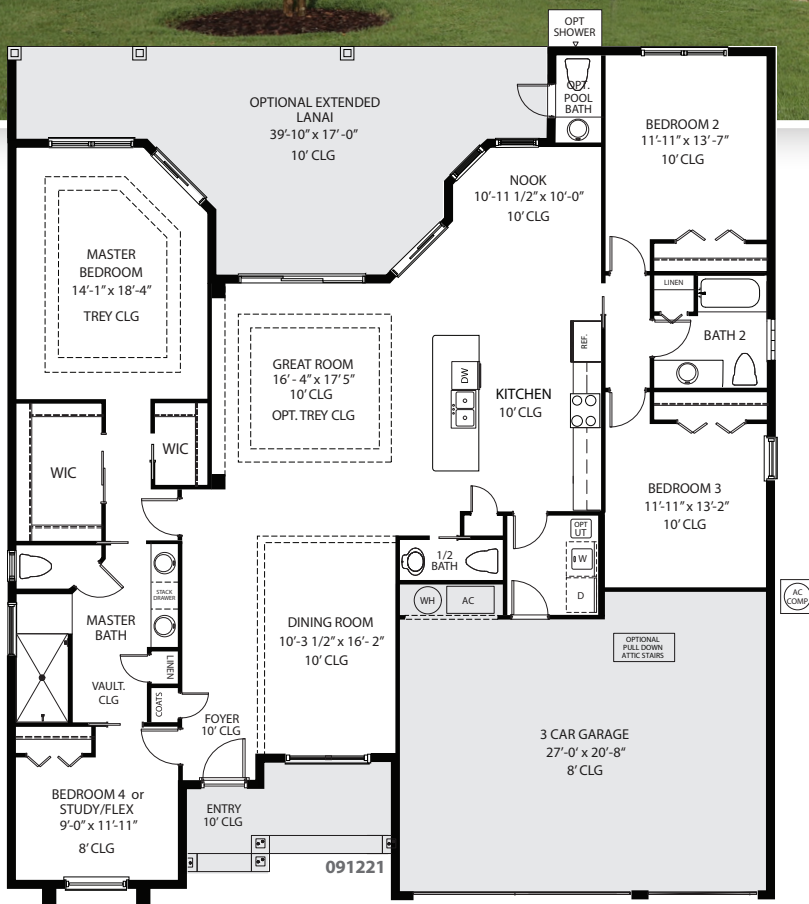 OPT
SHOWER
OPT.
POOL
BATH
OPTIONAL EXTENDED
LANAI
39'-10" x 17' -0"
10' CLG
BEDROOM 2
11'-11" x 13' -7"
10' CLG
NOOK
10'-11 1/2" x 10'-0"
10' CLG
MASTER
BEDROOM
14'-1" x 18'-4"
TREY CLG
LINEN
BATH 2
GREAT ROOM
16' - 4" x 17' 5"
10' CLG
OPT. TREY CLG
DW
REF.
KITCHEN
10' CLG
WIC
WIC
BEDROOM 3
11'-11" x 13'-2"
10' CLG
OPT
UT
W
D
1/2
BATH
WH
AC
AC
COMP.
STACK
DRAWER
MASTER
BATH
VAULT.
CLG
LINEN
COATS
DINING ROOM
10'-3 1/2" x 16'- 2"
10' CLG
OPTIONAL
PULL DOWN
ATTIC STAIRS
FOYER
10' CLG
3 CAR GARAGE
27'-0' x 20'-8"
8' CLG
BEDROOM 4 or
STUDY/FLEX
9'-0" x 11'-11"
8' CLG
ENTRY
10' CLG
091221